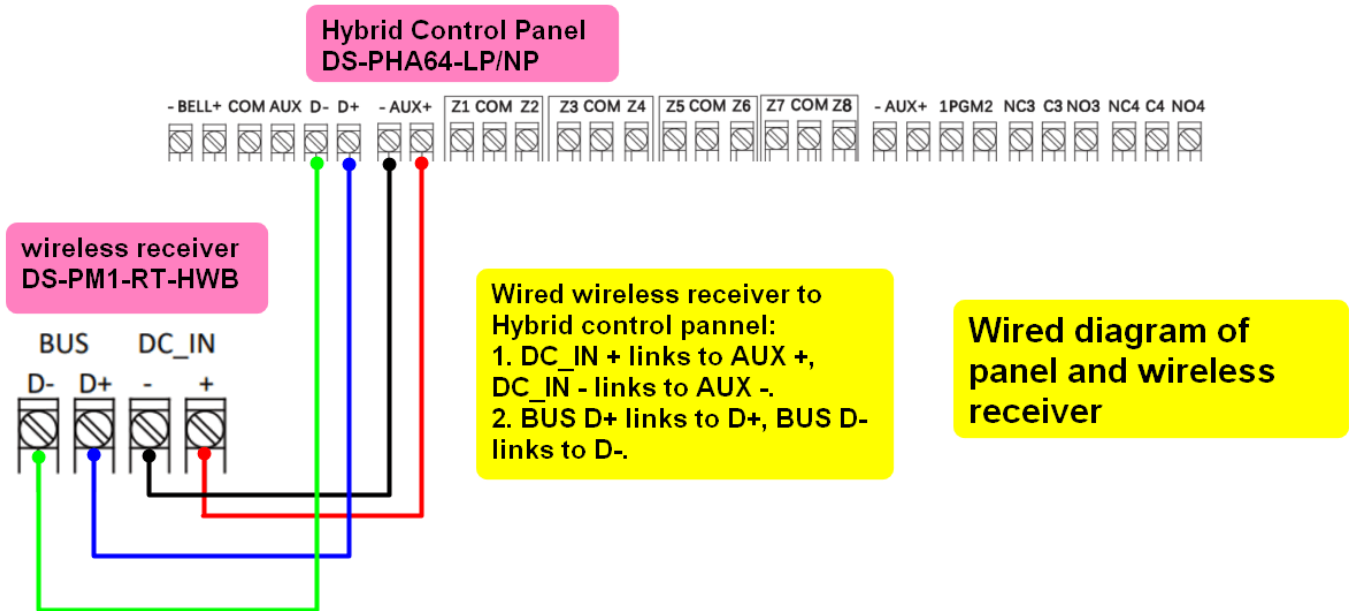 Hybrid Control Panel
DS-PHA64-LP/NP
- BELL+ COM AUX D- D+ - AUX+ Z1 COM Z2 Z3 COM Z4 Z5 COM Z6 Z7 COM Z8 - AUX+ 1PGM2 NC3 C3 NO3 NC4 C4 NO4
wireless receiver
DS-PM1-RT-HWB
BUS DC_IN
D- D+ - +
Wired wireless receiver to
Hybrid control pannel:
1. DC_IN + links to AUX +,
DC_IN - links to AUX -.
2. BUS D+ links to D+, BUS D-
links to D-.
Wired diagram of
panel and wireless
receiver